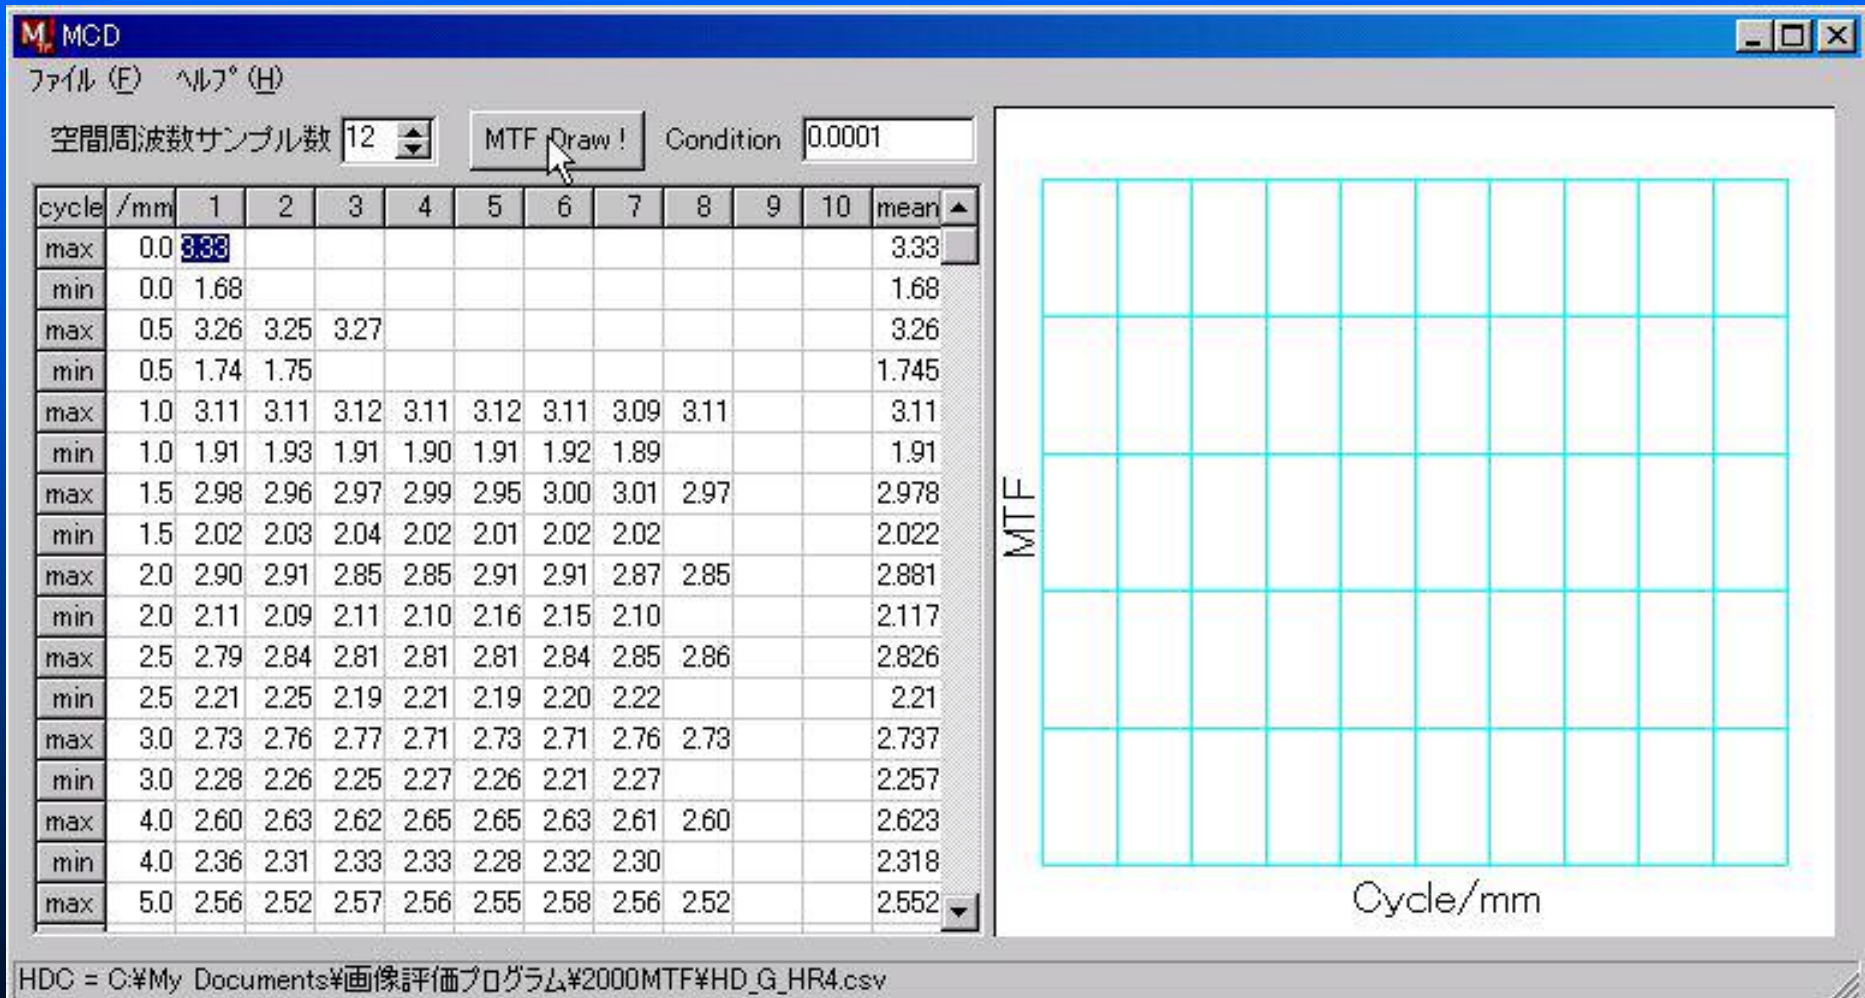 MCD
ファイル (F) ヘルプ (H)
空間周波数サンプル数 12 MTF Draw ! Condition 0.0001
cycle /mm 1 2 3 4 5 6 7 8 9 10 mean
max 0.0 3.33 3.33
min 0.0 1.68 1.68
max 0.5 3.26 3.25 3.27 3.26
min 0.5 1.74 1.75 1.745
max 1.0 3.11 3.11 3.12 3.11 3.12 3.11 3.09 3.11 3.11
min 1.0 1.91 1.93 1.91 1.90 1.91 1.92 1.89 1.91
max 1.5 2.98 2.96 2.97 2.99 2.95 3.00 3.01 2.97 2.978
min 1.5 2.02 2.03 2.04 2.02 2.01 2.02 2.02 2.022
max 2.0 2.90 2.91 2.85 2.85 2.91 2.91 2.87 2.85 2.881
min 2.0 2.11 2.09 2.11 2.10 2.16 2.15 2.10 2.117
max 2.5 2.79 2.84 2.81 2.81 2.81 2.84 2.85 2.86 2.826
min 2.5 2.21 2.25 2.19 2.21 2.19 2.20 2.22 2.21
max 3.0 2.73 2.76 2.77 2.71 2.73 2.71 2.76 2.73 2.737
min 3.0 2.28 2.26 2.25 2.27 2.26 2.21 2.27 2.257
max 4.0 2.60 2.63 2.62 2.65 2.65 2.63 2.61 2.60 2.623
min 4.0 2.36 2.31 2.33 2.33 2.28 2.32 2.30 2.318
max 5.0 2.56 2.52 2.57 2.56 2.55 2.58 2.56 2.52 2.552
MTF
Cycle/mm
HDC = C:¥My Documents¥画像評価プログラム¥2000MTF¥HD_G_HR4.csv